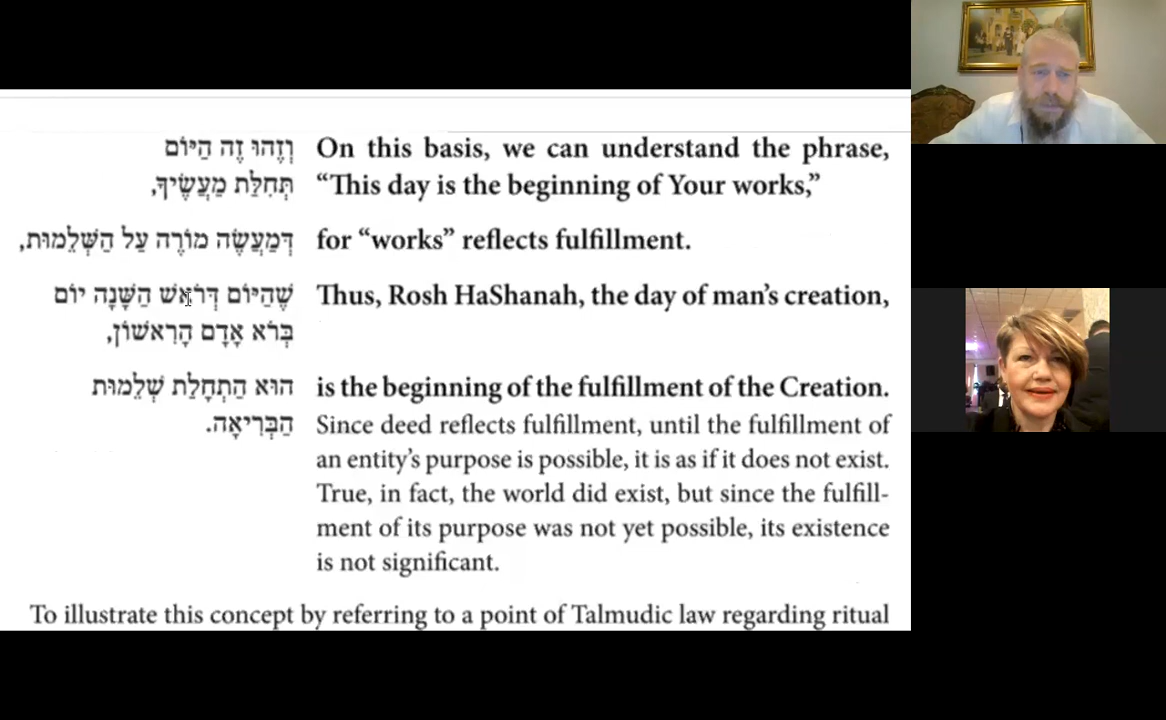 וְזֶהוּ זֶה הַיּוֹם
תְּחִלַּת מַעֲשֶׂיךָ,
On this basis, we can understand the phrase,
“This day is the beginning of Your works,”
דְּמַעֲשֶׂה מוֹרֶה עַל הַשְּׁלֵמוּת,
for “works” reflects fulfillment.
שֶׁהַיּוֹם דְּרֹאשׁ הַשָּׁנָה יוֹם
בְּרֹא אָדָם הָרִאשׁוֹן,
Thus, Rosh HaShanah, the day of man’s creation,
הוּא הַתְחָלַת שְׁלֵמוּת
הַבְּרִיאָה.
is the beginning of the fulfillment of the Creation.
Since deed reflects fulfillment, until the fulfillment of
an entity’s purpose is possible, it is as if it does not exist.
True, in fact, the world did exist, but since the fulfill-
ment of its purpose was not yet possible, its existence
is not significant.
To illustrate this concept by referring to a point of Talmudic law regarding ritual